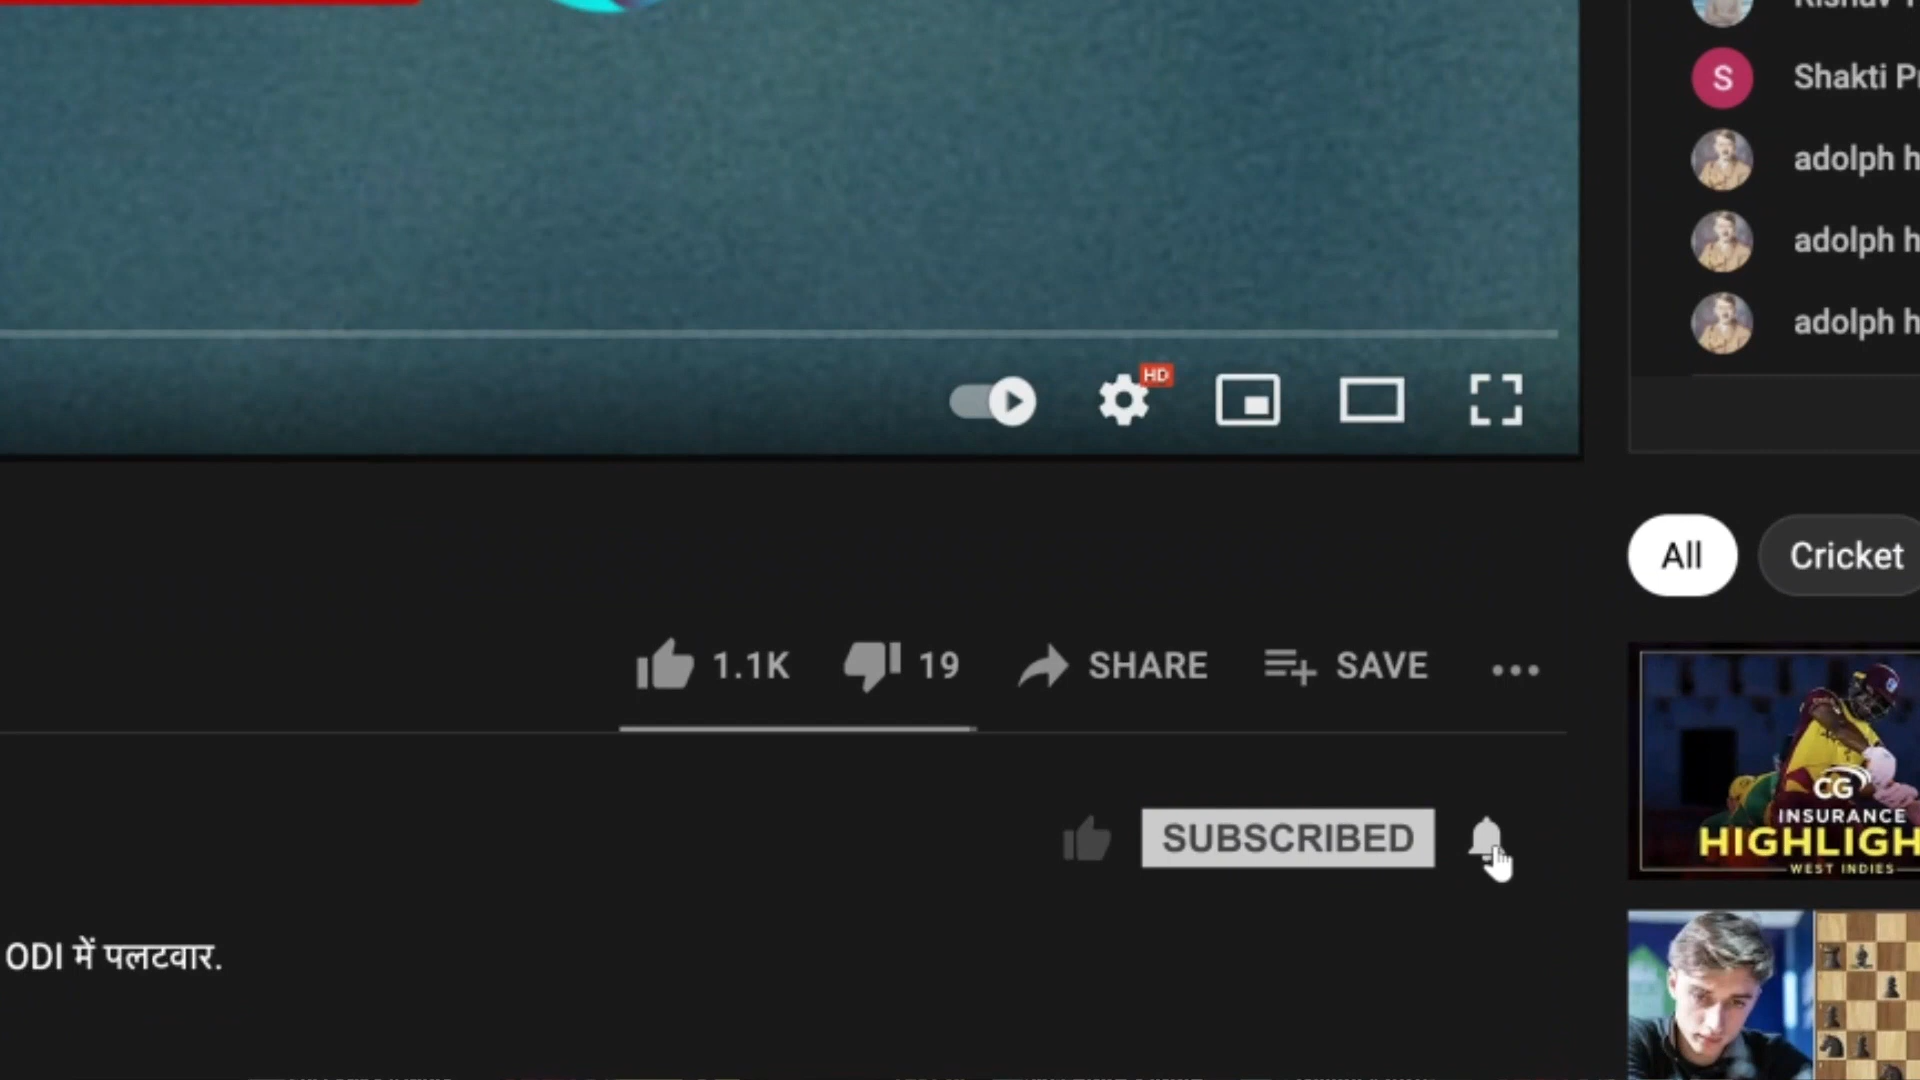 Shakti P
adolph h
adolph h
adolph h
HD
All
Cricket
1.1K
19
SHARE
SAVE
CG
INSURANCE
HIGHLIGH
WEST INDIES
SUBSCRIBED
ODI में पलटवार.
S